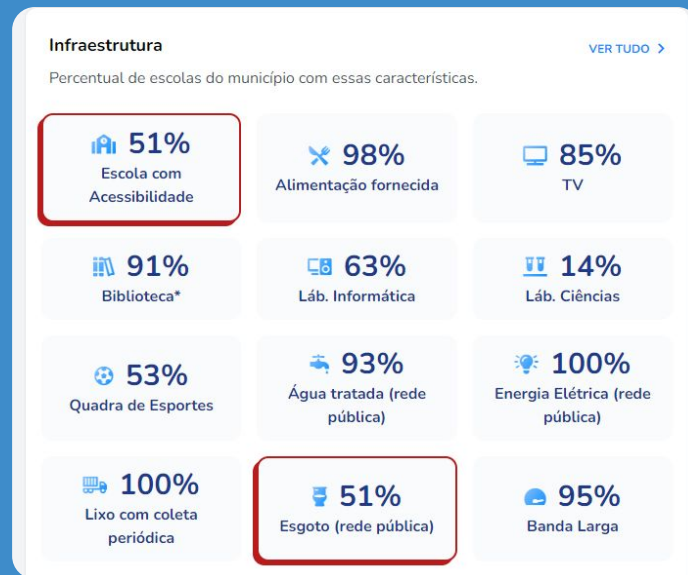 Infraestrutura
VER TUDO >
Percentual de escolas do município com essas características.
51%
Escola com
Acessibilidade
98%
Alimentação fornecida
85%
TV
91%
Biblioteca*
63%
Láb. Informática
14%
Láb. Ciências
53%
Quadra de Esportes
93%
Água tratada (rede
pública)
100%
Energia Elétrica (rede
pública)
100%
Lixo com coleta
periódica
51%
Esgoto (rede pública)
95%
Banda Larga